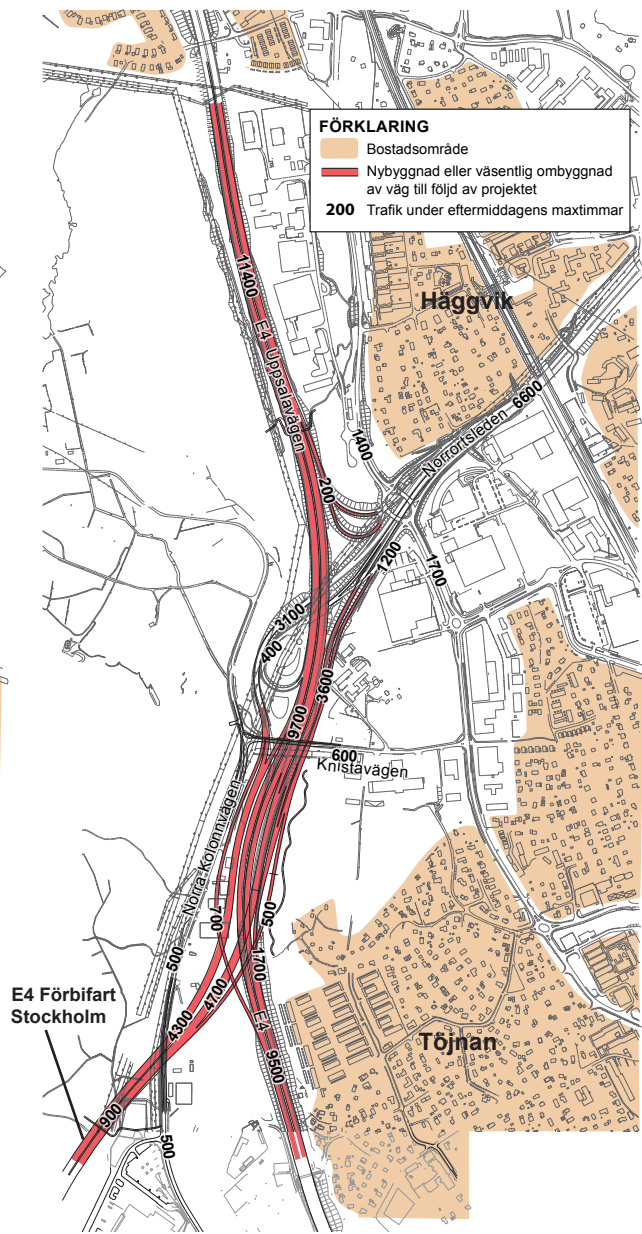 FÖRKLARING
Bostadsområde
Nybyggnad eller väsentlig ombyggnad
av väg till följd av projektet
200 Trafik under eftermiddagens maxtimmar
11400
E4 Uppsalavägen
Häggvik
6600
Norrortsleden
1400
200
1200
1700
3100
400
3600
9700
600
Knistavägen
Norra Kolonnvägen
700
500
500
1700
E4
4700
4300
9500
E4 Förbifart
Stockholm
Töjnan
900
500